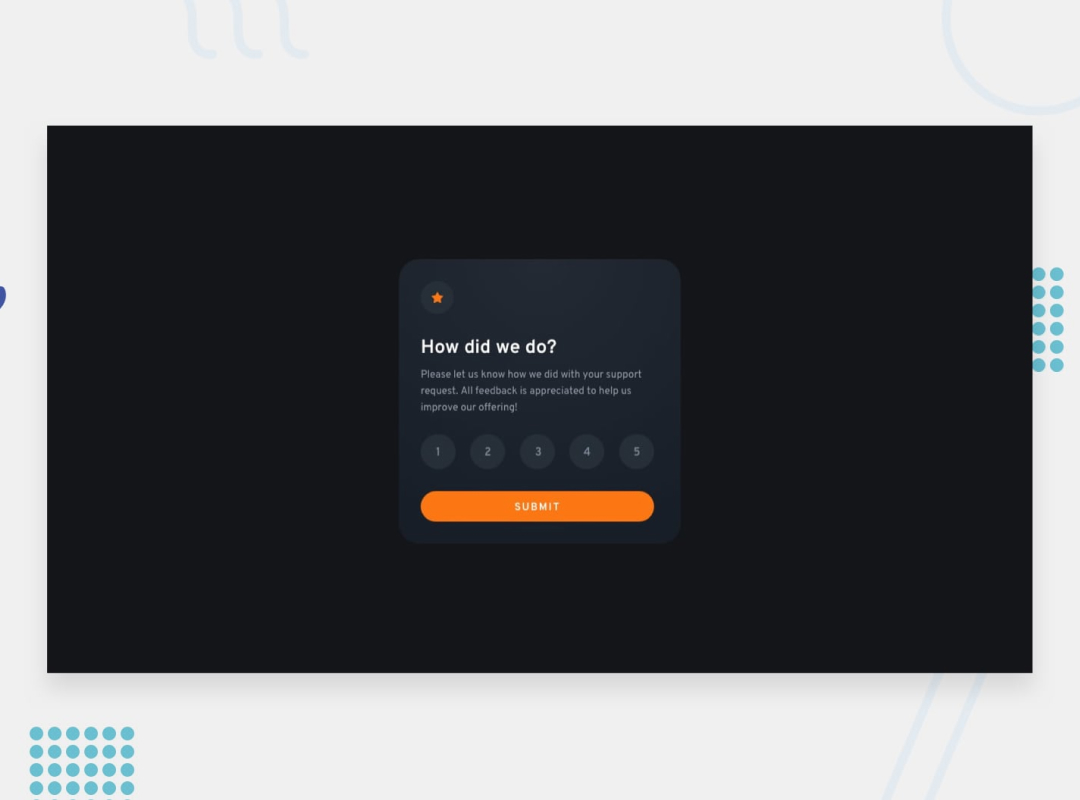 How did we do?
Please let us know how we did with your support
request. All feedback is appreciated to help us
improve our offering!
1 2 3 4 5
SUBMIT